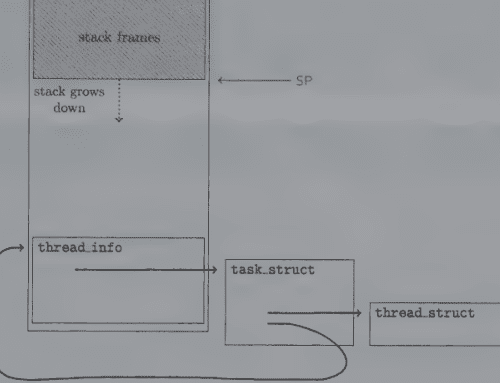 stack frames
SP
stack grows
down
thread_info
task_struct
thread_struct